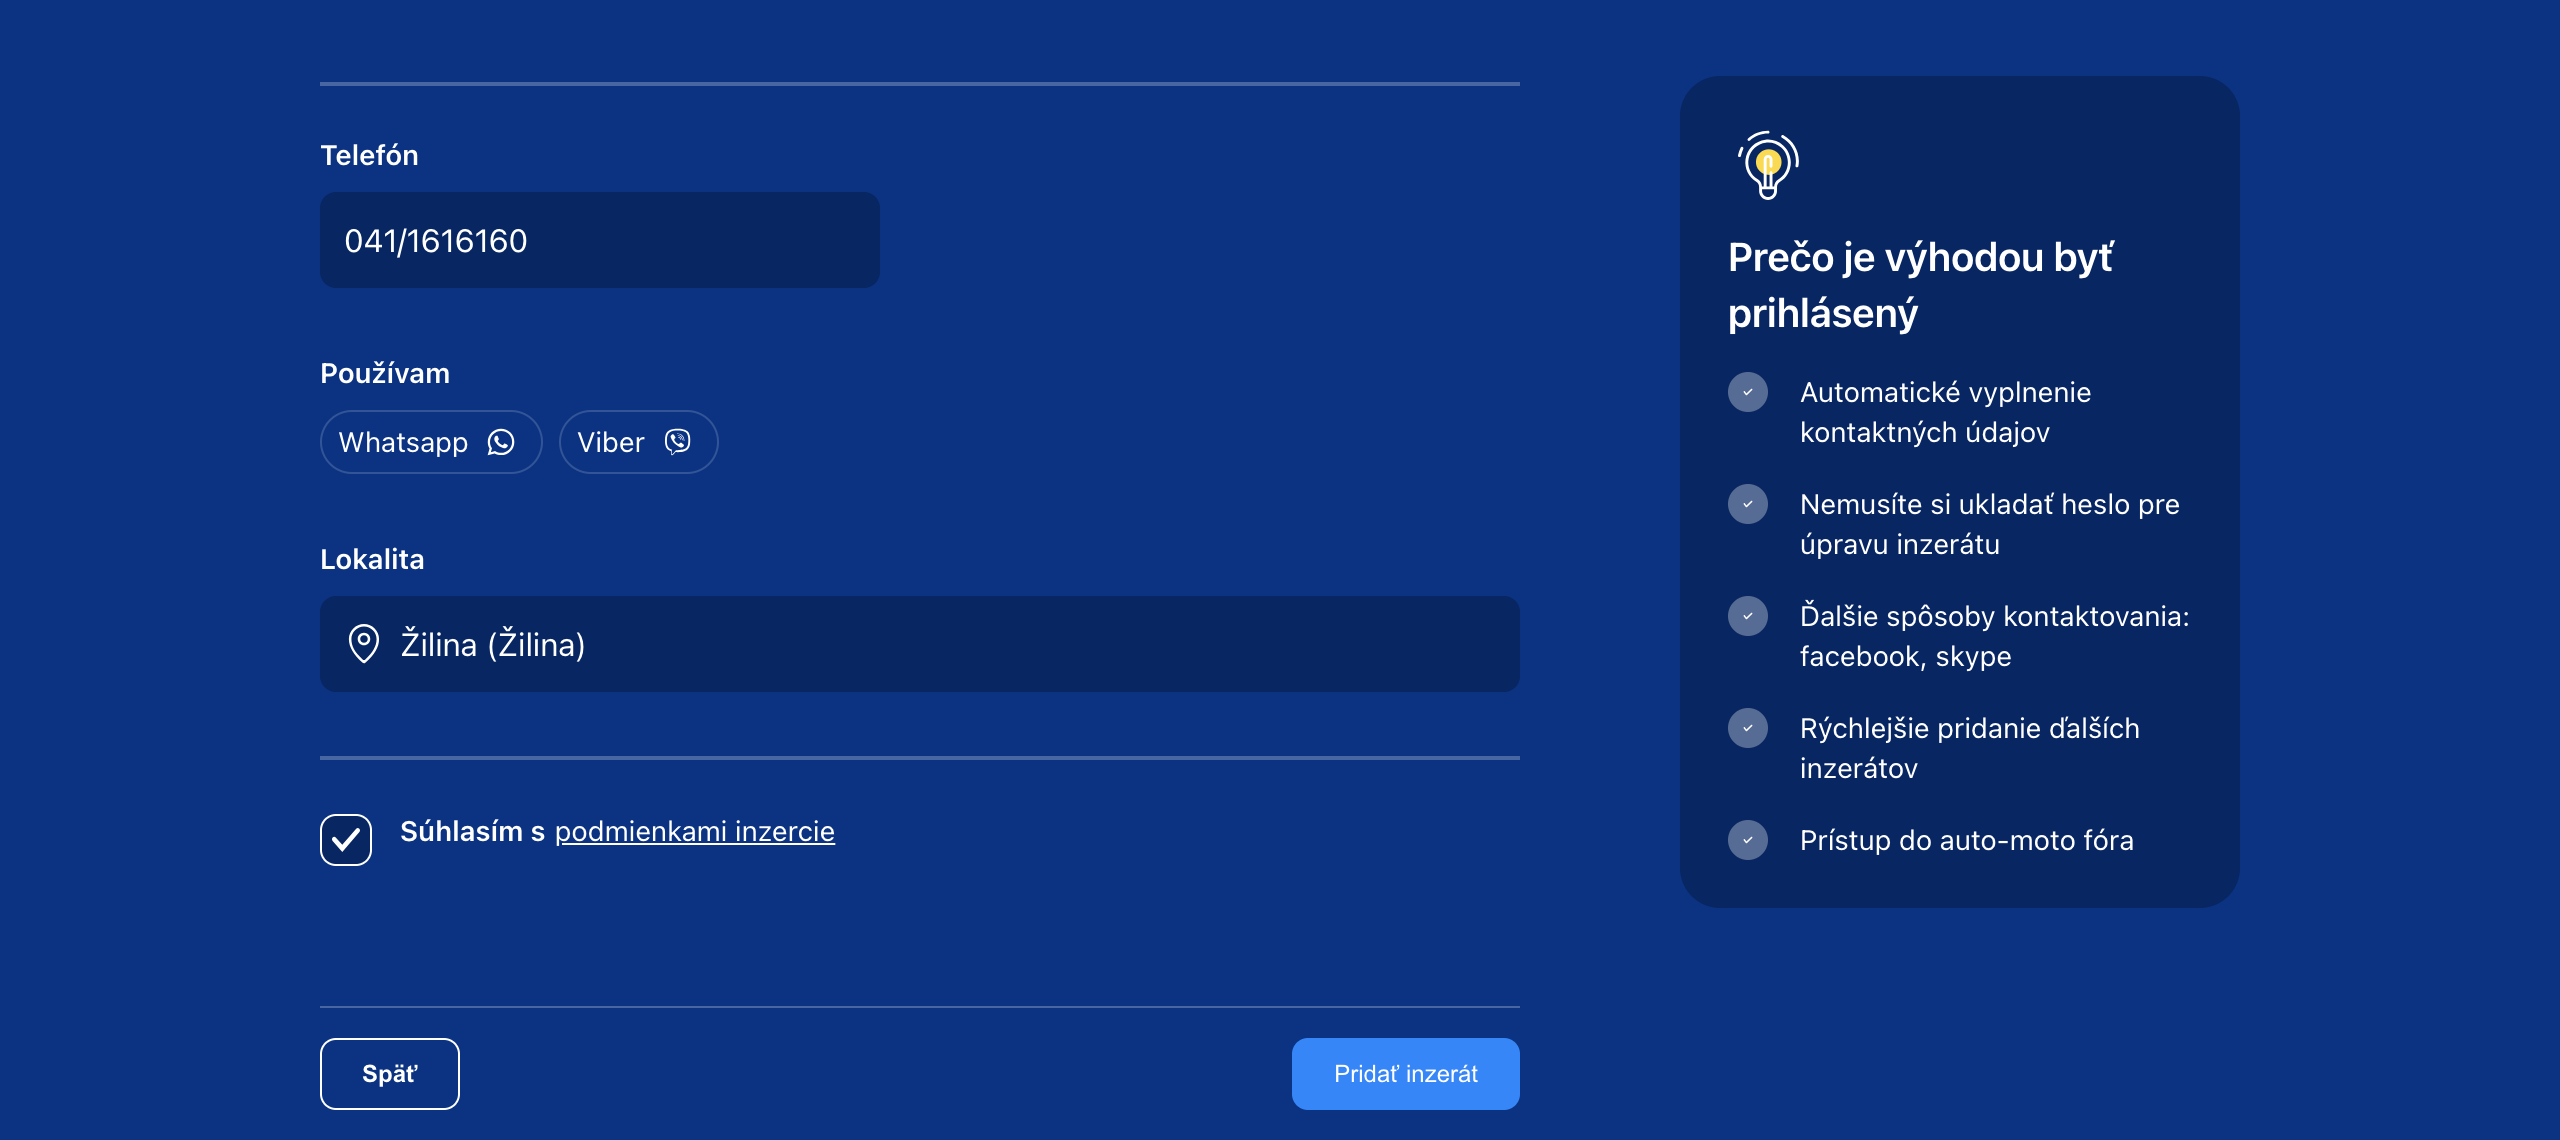 Telefón
041/1616160
Používam
Whatsapp
Viber
Lokalita
Žilina (Žilina)
Súhlasím s podmienkami inzercie
Späť
Pridať inzerát
Prečo je výhodou byť
prihlásený
Automatické vyplnenie
kontaktných údajov
Nemusíte si ukladať heslo pre
úpravu inzerátu
Ďalšie spôsoby kontaktovania:
facebook, skype
Rýchlejšie pridanie ďalších
inzerátov
Prístup do auto-moto fóra